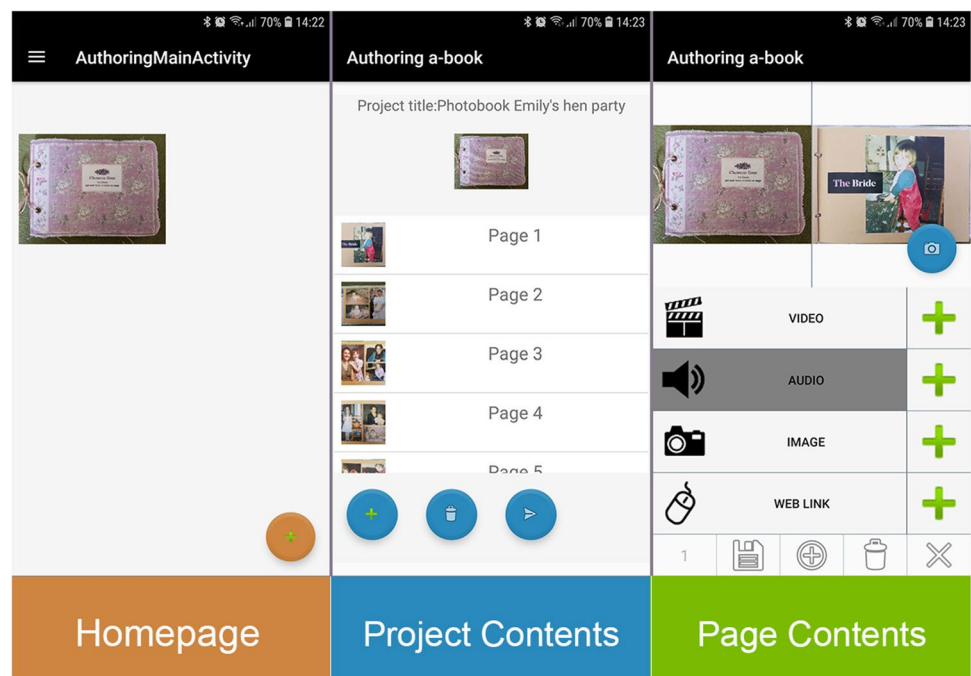 70% 14:22
AuthoringMainActivity
Homepage
70% 14:23
Authoring a-book
Project title:Photobook Emily's hen party
Page 1
Page 2
Page 3
Page 4
Page 5
Project Contents
70% 14:23
Authoring a-book
The Bride
VIDEO
AUDIO
IMAGE
WEB LINK
1
Page Contents